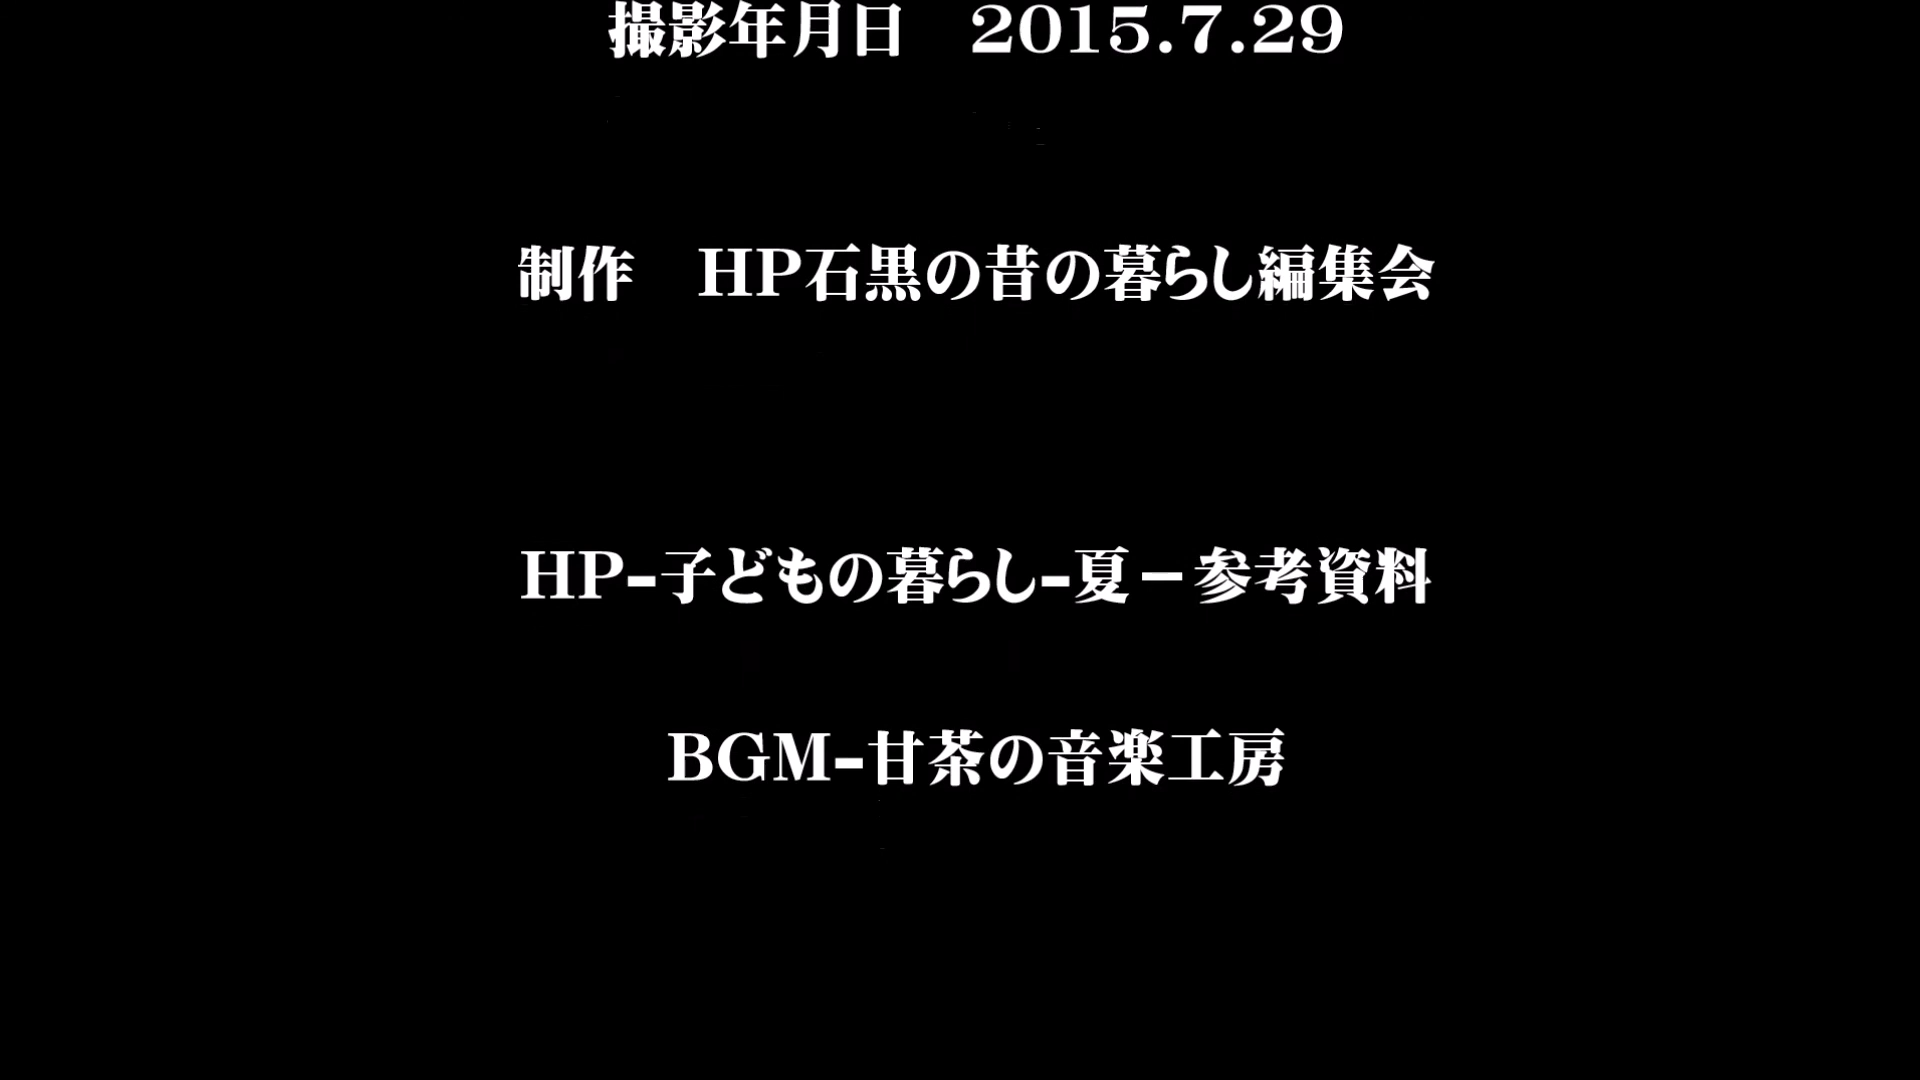 撮影年月日　2015.7.29
制作　HP石黒の昔の暮らし編集会
HP-子どもの暮らし-夏－参考資料
BGM-甘茶の音楽工房